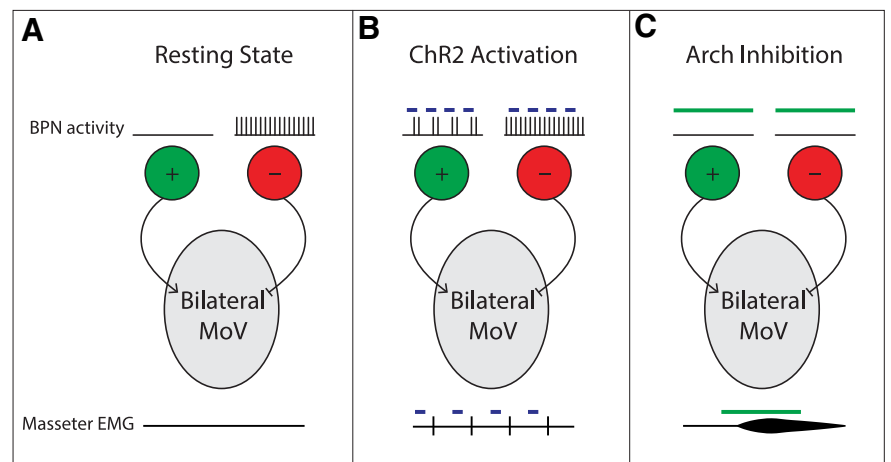 A
Resting State
BPN activity
+
−
Bilateral
MoV
Masseter EMG
B
ChR2 Activation
+
−
Bilateral
MoV
C
Arch Inhibition
+
−
Bilateral
MoV